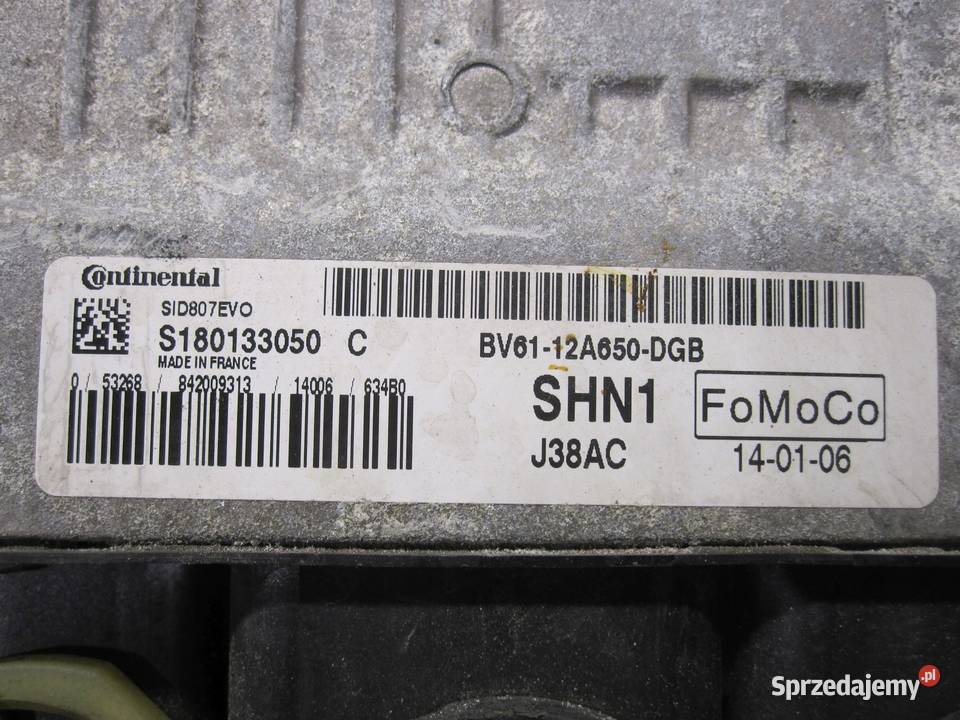 Continental
SID807EVO
S180133050 C
MADE IN FRANCE
0 / 53268 / 842009313 / 14006 / 634B0
BV61-12A650-DGB
SHN1
FoMoCo
J38AC
14-01-06
Sprzedajemy.pl